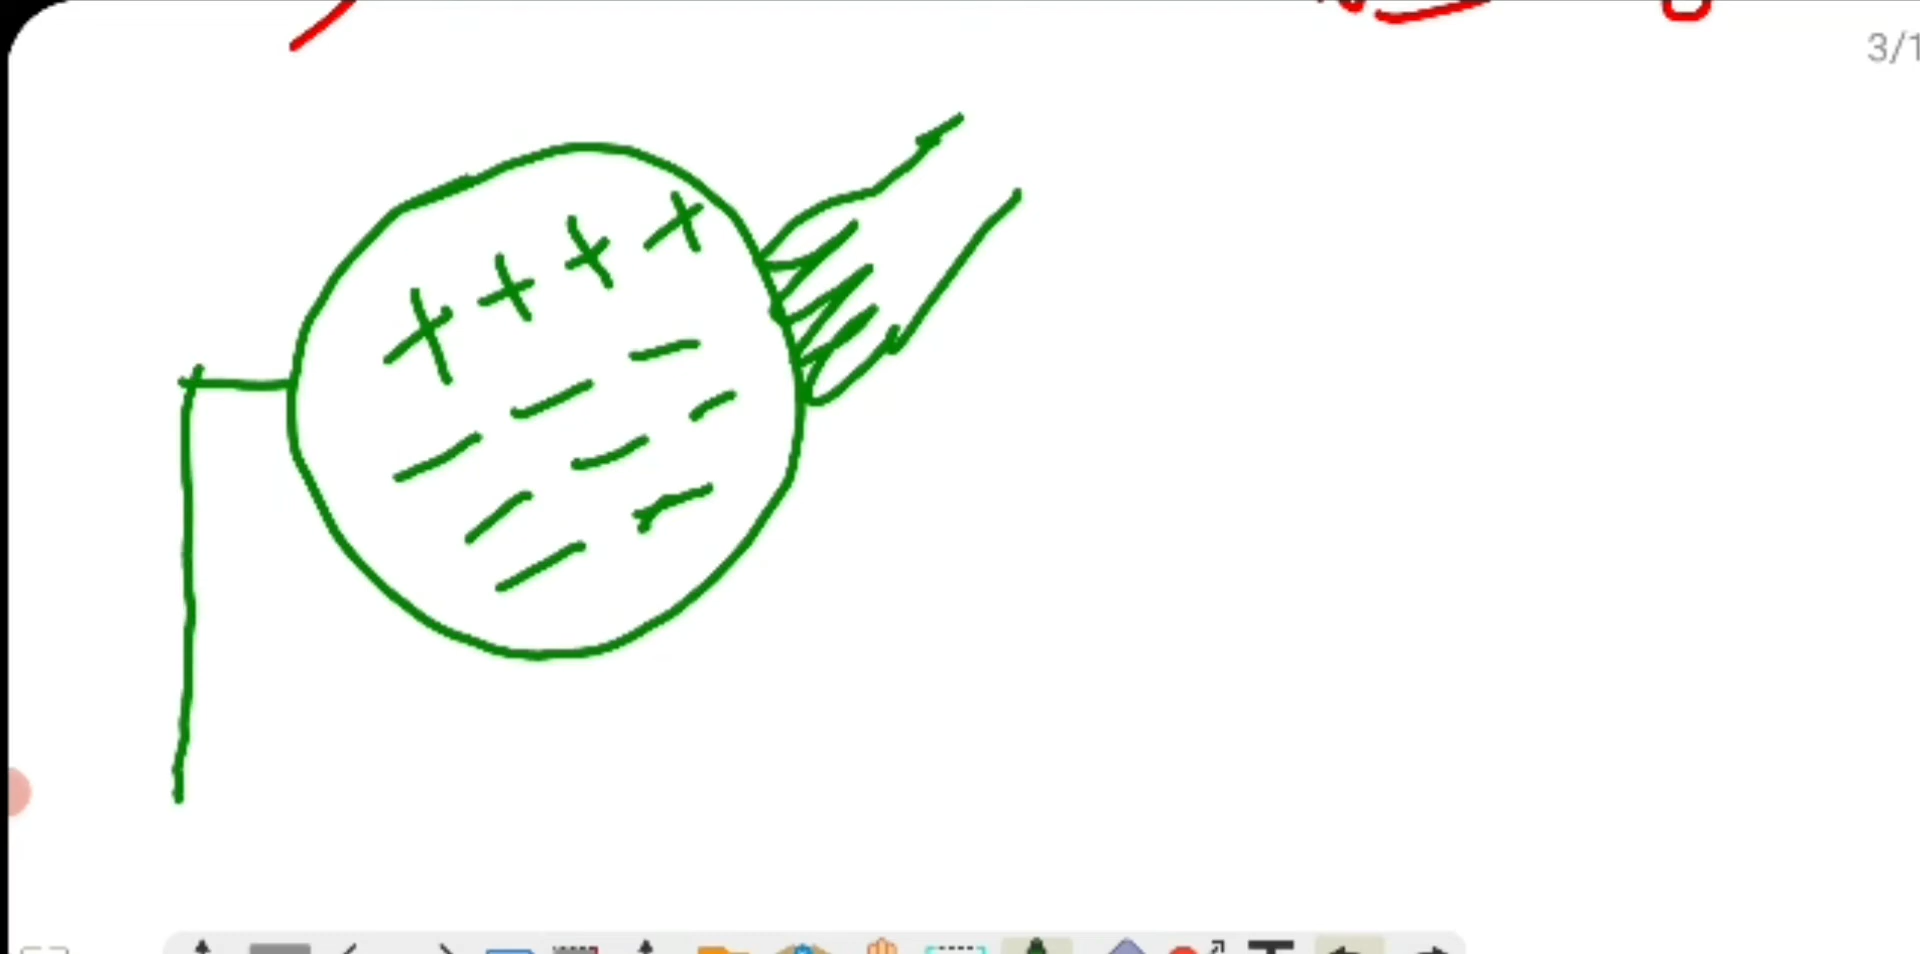 3/1
+ + + +
— — —
— — —
— —